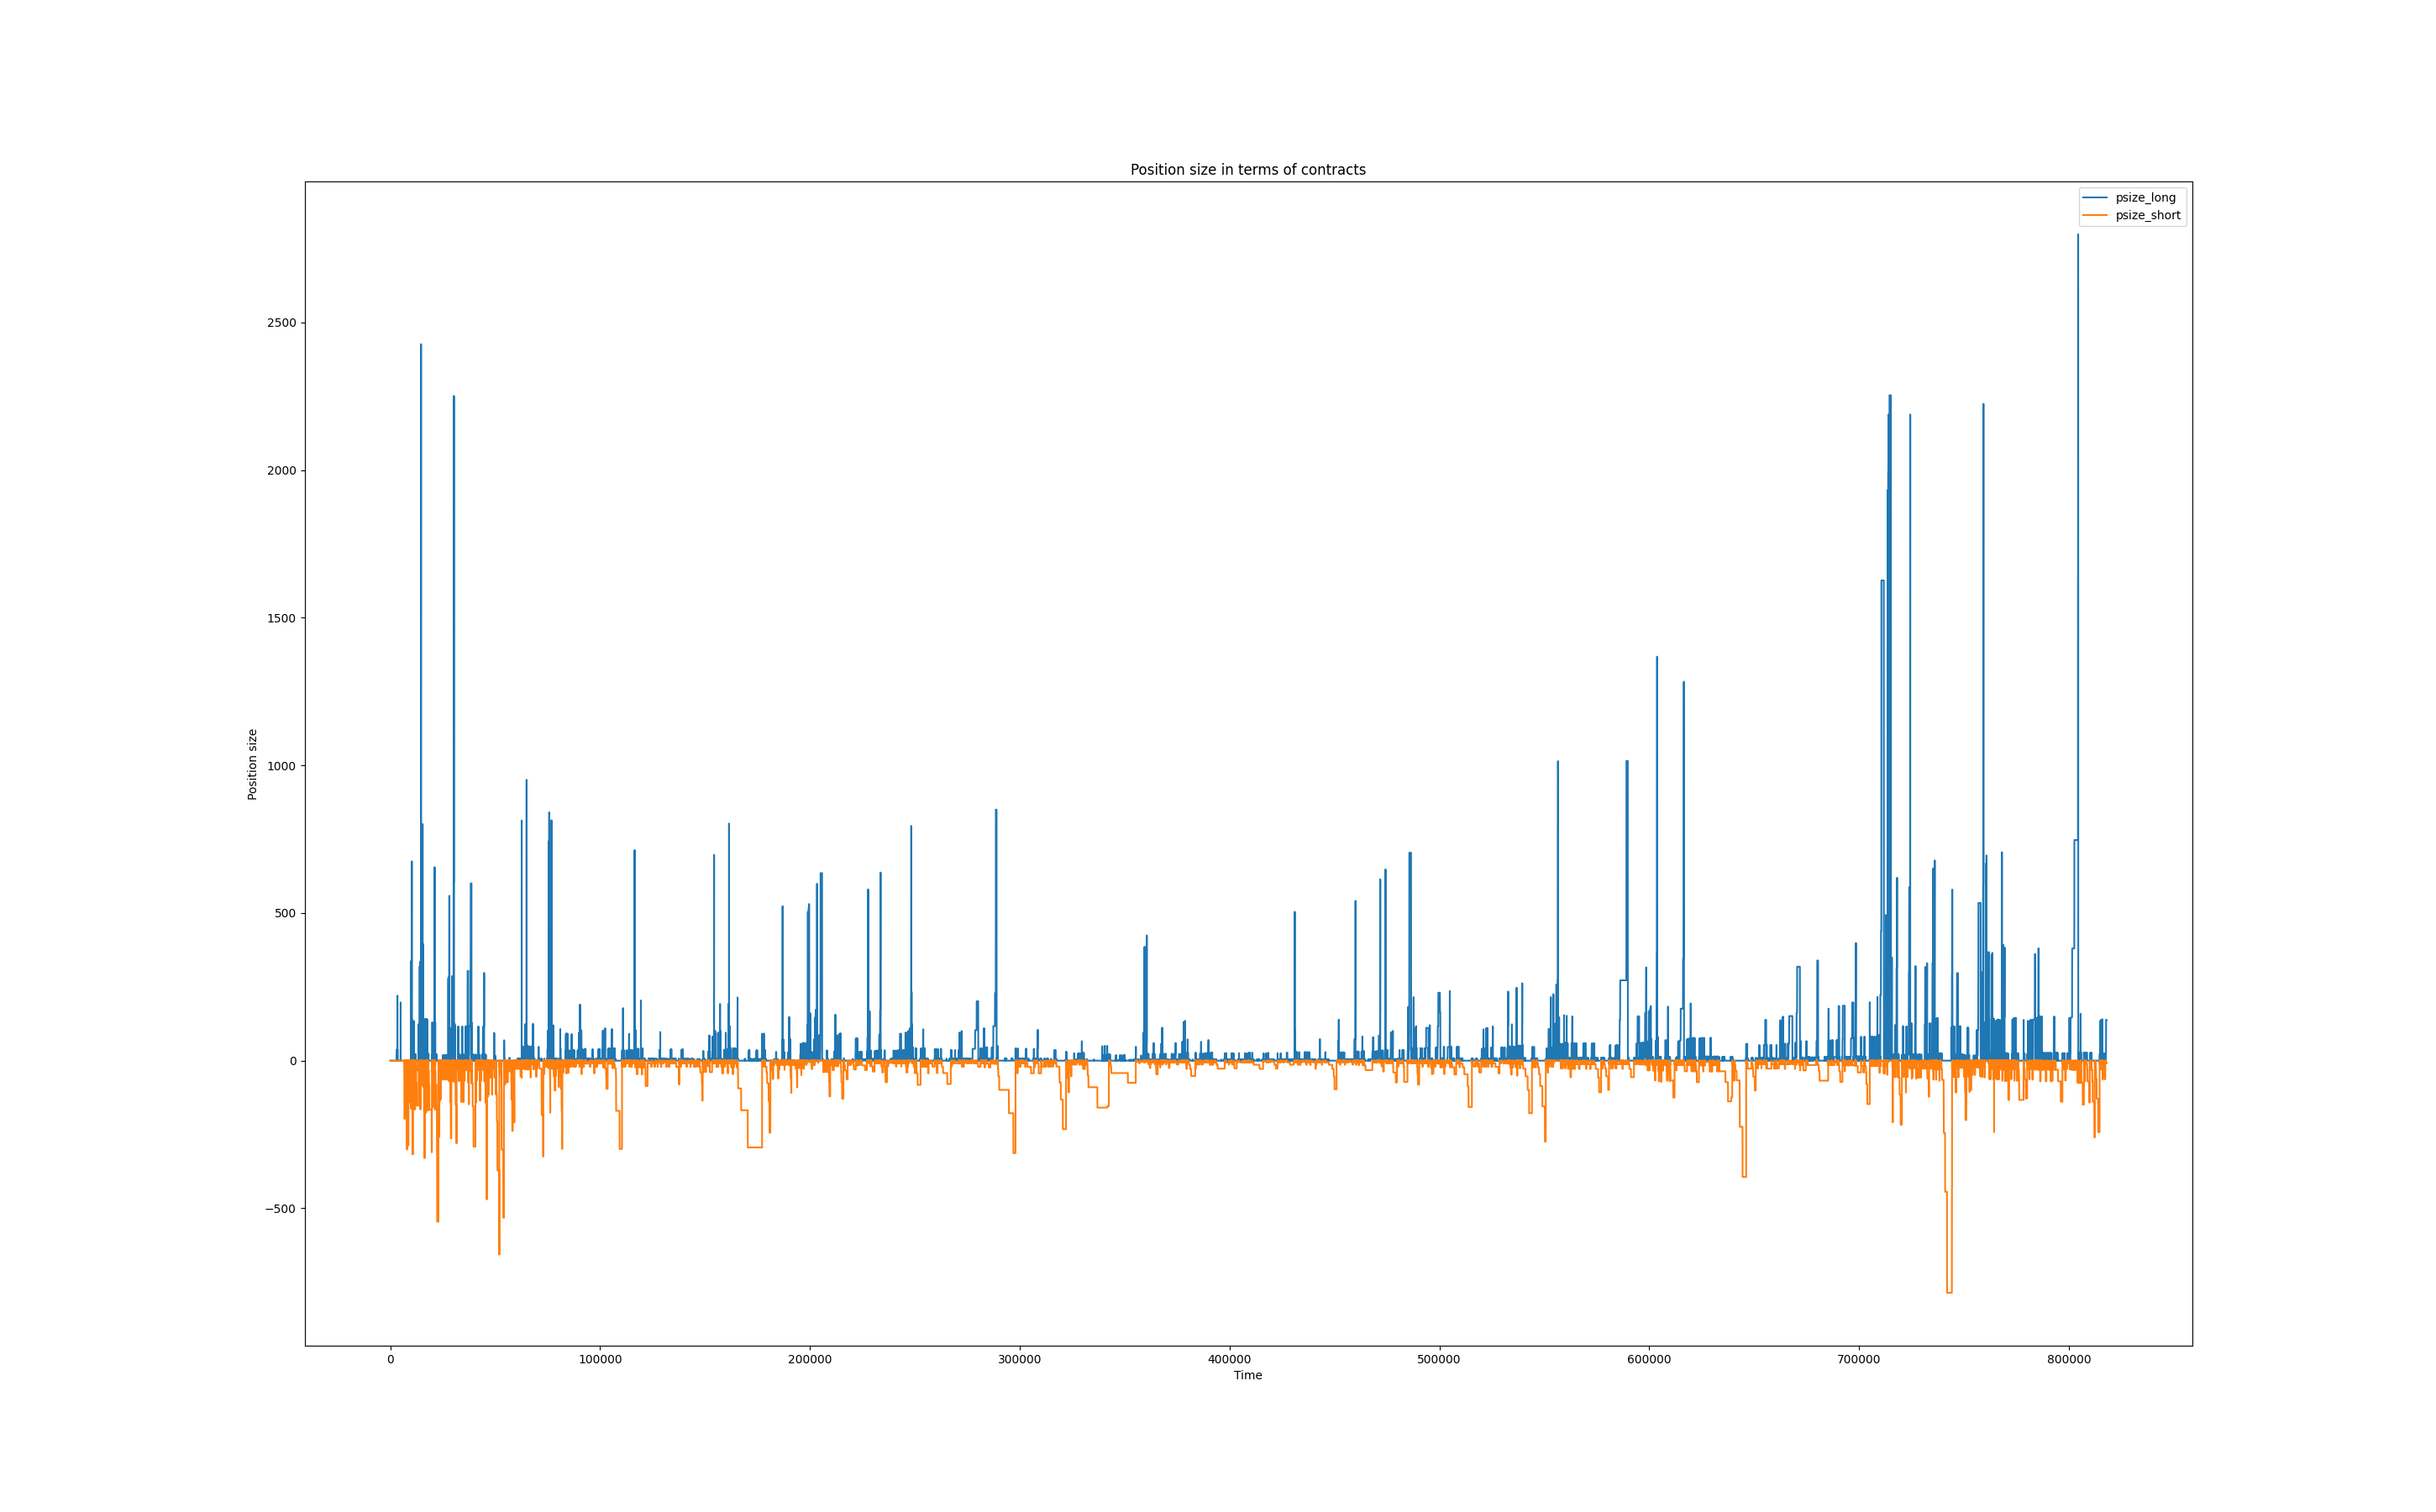 Position size in terms of contracts
psize_long
psize_short
2500
2000
1500
1000
500
0
−500
Position size
0 100000 200000 300000 400000 500000 600000 700000 800000
Time